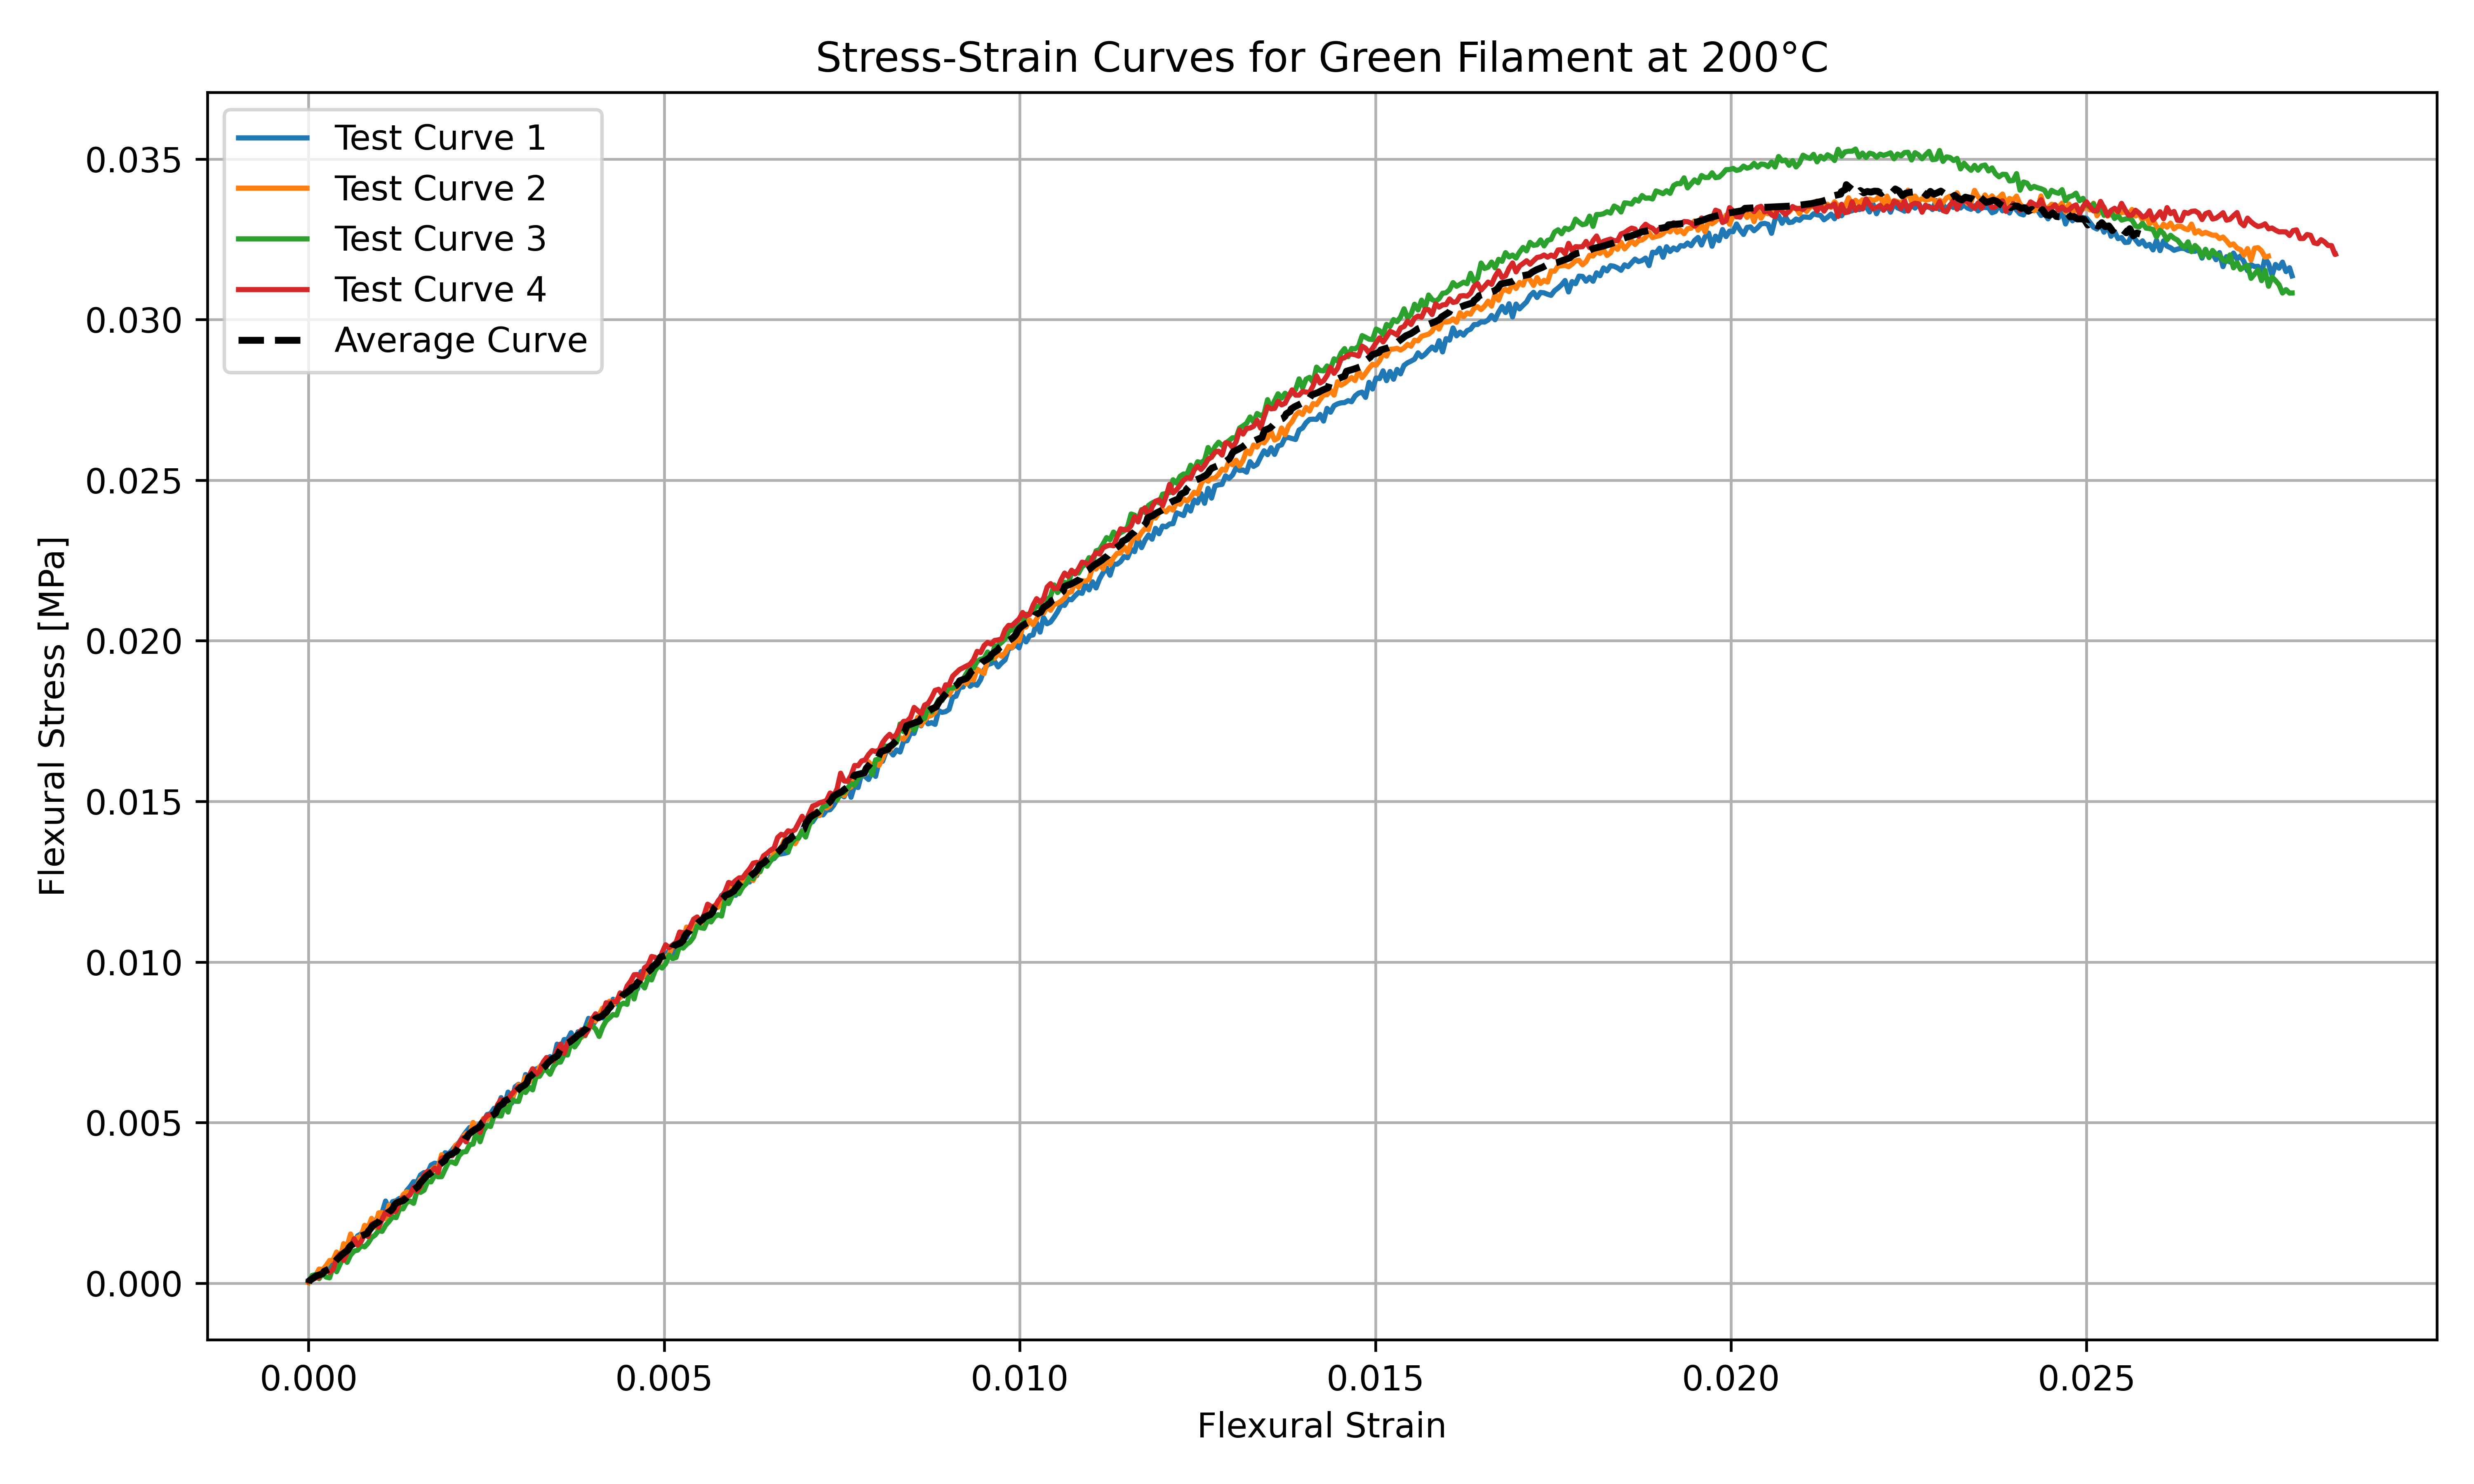 Stress-Strain Curves for Green Filament at 200°C
Test Curve 1
Test Curve 2
Test Curve 3
Test Curve 4
Average Curve
Flexural Stress [MPa]
0.035
0.030
0.025
0.020
0.015
0.010
0.005
0.000
0.000 0.005 0.010 0.015 0.020 0.025
Flexural Strain